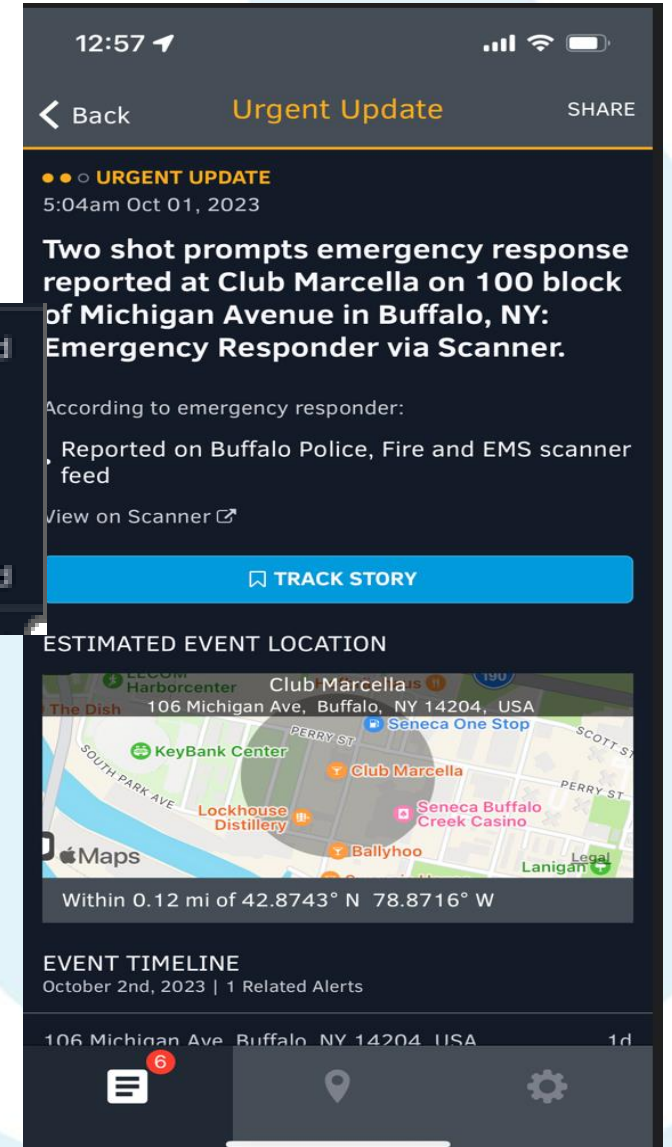 12:57
Back
Urgent Update
SHARE
URGENT UPDATE
5:04am Oct 01, 2023
Two shot prompts emergency response
reported at Club Marcella on 100 block
of Michigan Avenue in Buffalo, NY:
Emergency Responder via Scanner.
According to emergency responder:
Reported on Buffalo Police, Fire and EMS scanner
feed
View on Scanner
TRACK STORY
ESTIMATED EVENT LOCATION
Club Marcella
106 Michigan Ave, Buffalo, NY 14204, USA
Harborcenter
190
The Dish
Seneca One Stop
PERRY ST
SCOTT ST
KeyBank Center
Club Marcella
SOUTH PARK AVE
PERRY ST
Lockhouse
Distillery
Seneca Buffalo
Creek Casino
Maps
Ballyhoo
Legal
Lanigan
Within 0.12 mi of 42.8743° N 78.8716° W
EVENT TIMELINE
October 2nd, 2023 | 1 Related Alerts
106 Michigan Ave, Buffalo, NY 14204, USA
1d
6